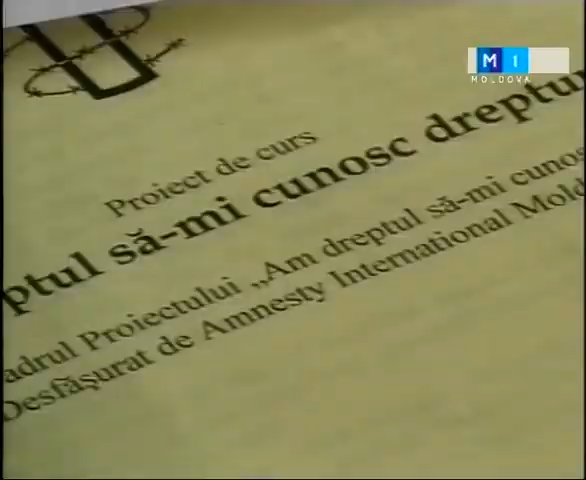 M 1
MOLDOVA
Proiect de curs
ptul să-mi cunosc dreptu
adrul Proiectului „Am dreptul să-mi cunos
Desfăşurat de Amnesty International Mold